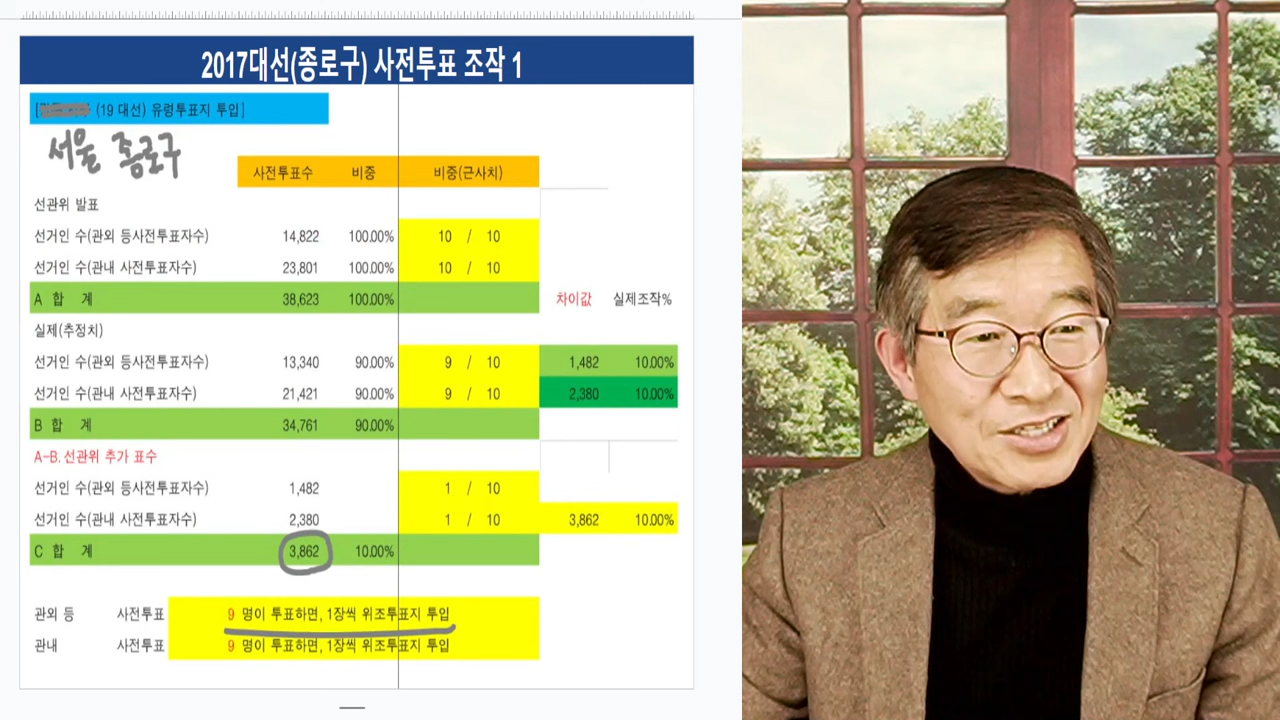 2017대선(종로구) 사전투표 조작 1
(19 대선) 유령투표지 투입]
서울 종로구
사전투표수 비중 비중(근사치)
선관위 발표
선거인 수(관외 등사전투표자수) 14,822 100.00% 10 / 10
선거인 수(관내 사전투표자수) 23,801 100.00% 10 / 10
A 합 계 38,623 100.00% 차이값 실제조작%
실제(추정치)
선거인 수(관외 등사전투표자수) 13,340 90.00% 9 / 10 1,482 10.00%
선거인 수(관내 사전투표자수) 21,421 90.00% 9 / 10 2,380 10.00%
B 합 계 34,761 90.00%
A-B. 선관위 추가 표수
선거인 수(관외 등사전투표자수) 1,482 1 / 10
선거인 수(관내 사전투표자수) 2,380 1 / 10 3,862 10.00%
C 합 계 3,862 10.00%
관외 등 사전투표 9 명이 투표하면, 1장씩 위조투표지 투입
관내 사전투표 9 명이 투표하면, 1장씩 위조투표지 투입